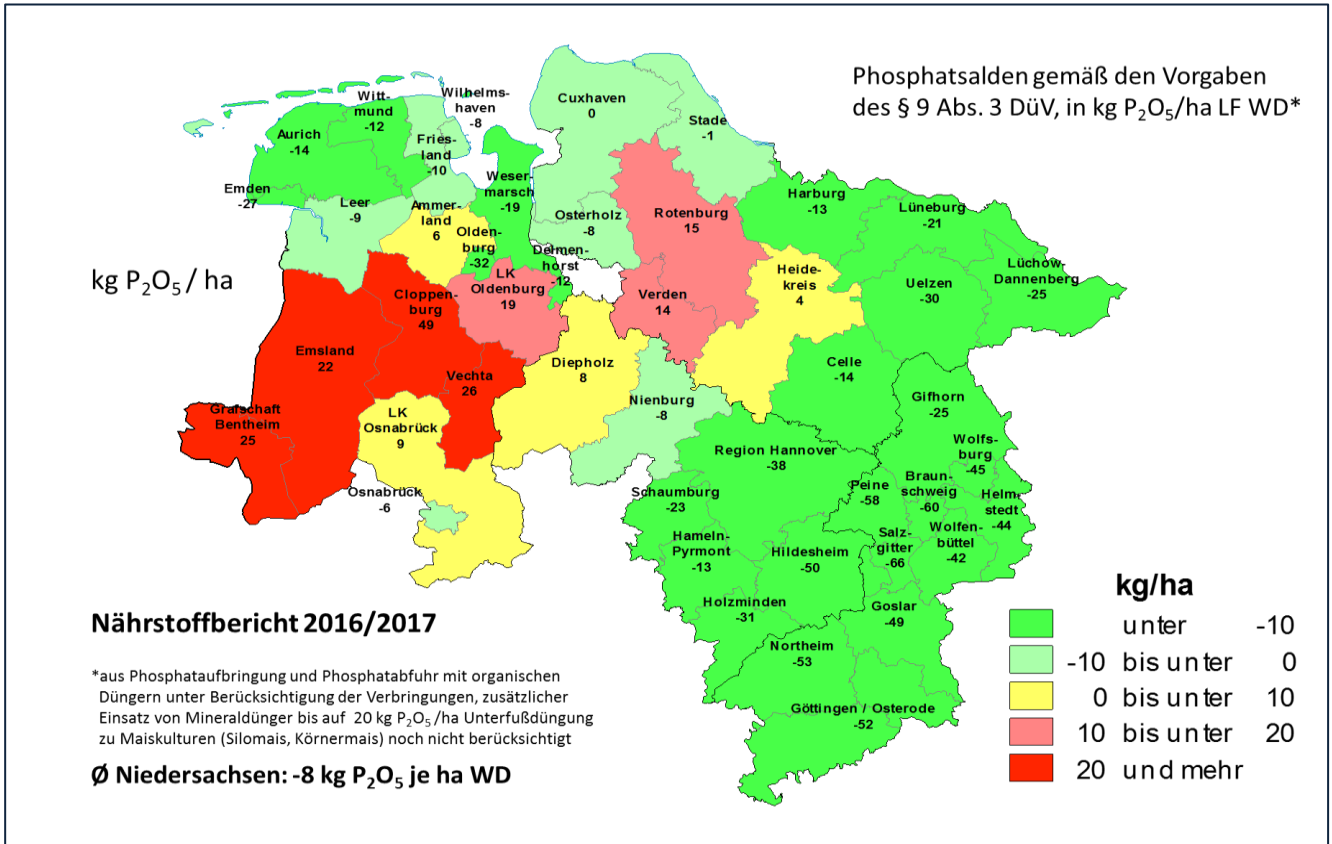 Phosphatsalden gemäß den Vorgaben
des § 9 Abs. 3 DüV, in kg P₂O₅/ha LF WD*
kg P₂O₅ / ha
Witt-
mund
-12
Wilhelms-
haven
-8
Aurich
-14
Fries-
land
-10
Emden
-27
Leer
-9
Ammer-
land
6
Weser-
marsch
-19
Olden-
burg
-32
Delmen-
horst
-12
LK
Oldenburg
19
Cuxhaven
0
Stade
-1
Osterholz
-8
Rotenburg
15
Verden
14
Heide-
kreis
4
Harburg
-13
Lüneburg
-21
Lüchow-
Dannenberg
-25
Uelzen
-30
Celle
-14
Cloppen-
burg
49
Emsland
22
Vechta
26
Grafschaft
Bentheim
25
LK
Osnabrück
9
Osnabrück
-6
Diepholz
8
Nienburg
-8
Gifhorn
-25
Wolfs-
burg
-45
Region Hannover
-38
Peine
-58
Braun-
schweig
-60
Helm-
stedt
-44
Schaumburg
-23
Salz-
gitter
-66
Wolfen-
büttel
-42
Hameln-
Pyrmont
-13
Hildesheim
-50
Holzminden
-31
Goslar
-49
Northeim
-53
Göttingen / Osterode
-52
Nährstoffbericht 2016/2017
*aus Phosphataufbringung und Phosphatabfuhr mit organischen
Düngern unter Berücksichtigung der Verbringungen, zusätzlicher
Einsatz von Mineraldünger bis auf 20 kg P₂O₅/ha Unterfußdüngung
zu Maiskulturen (Silomais, Körnermais) noch nicht berücksichtigt
Ø Niedersachsen: -8 kg P₂O₅ je ha WD
kg/ha
unter -10
-10 bis unter 0
0 bis unter 10
10 bis unter 20
20 und mehr